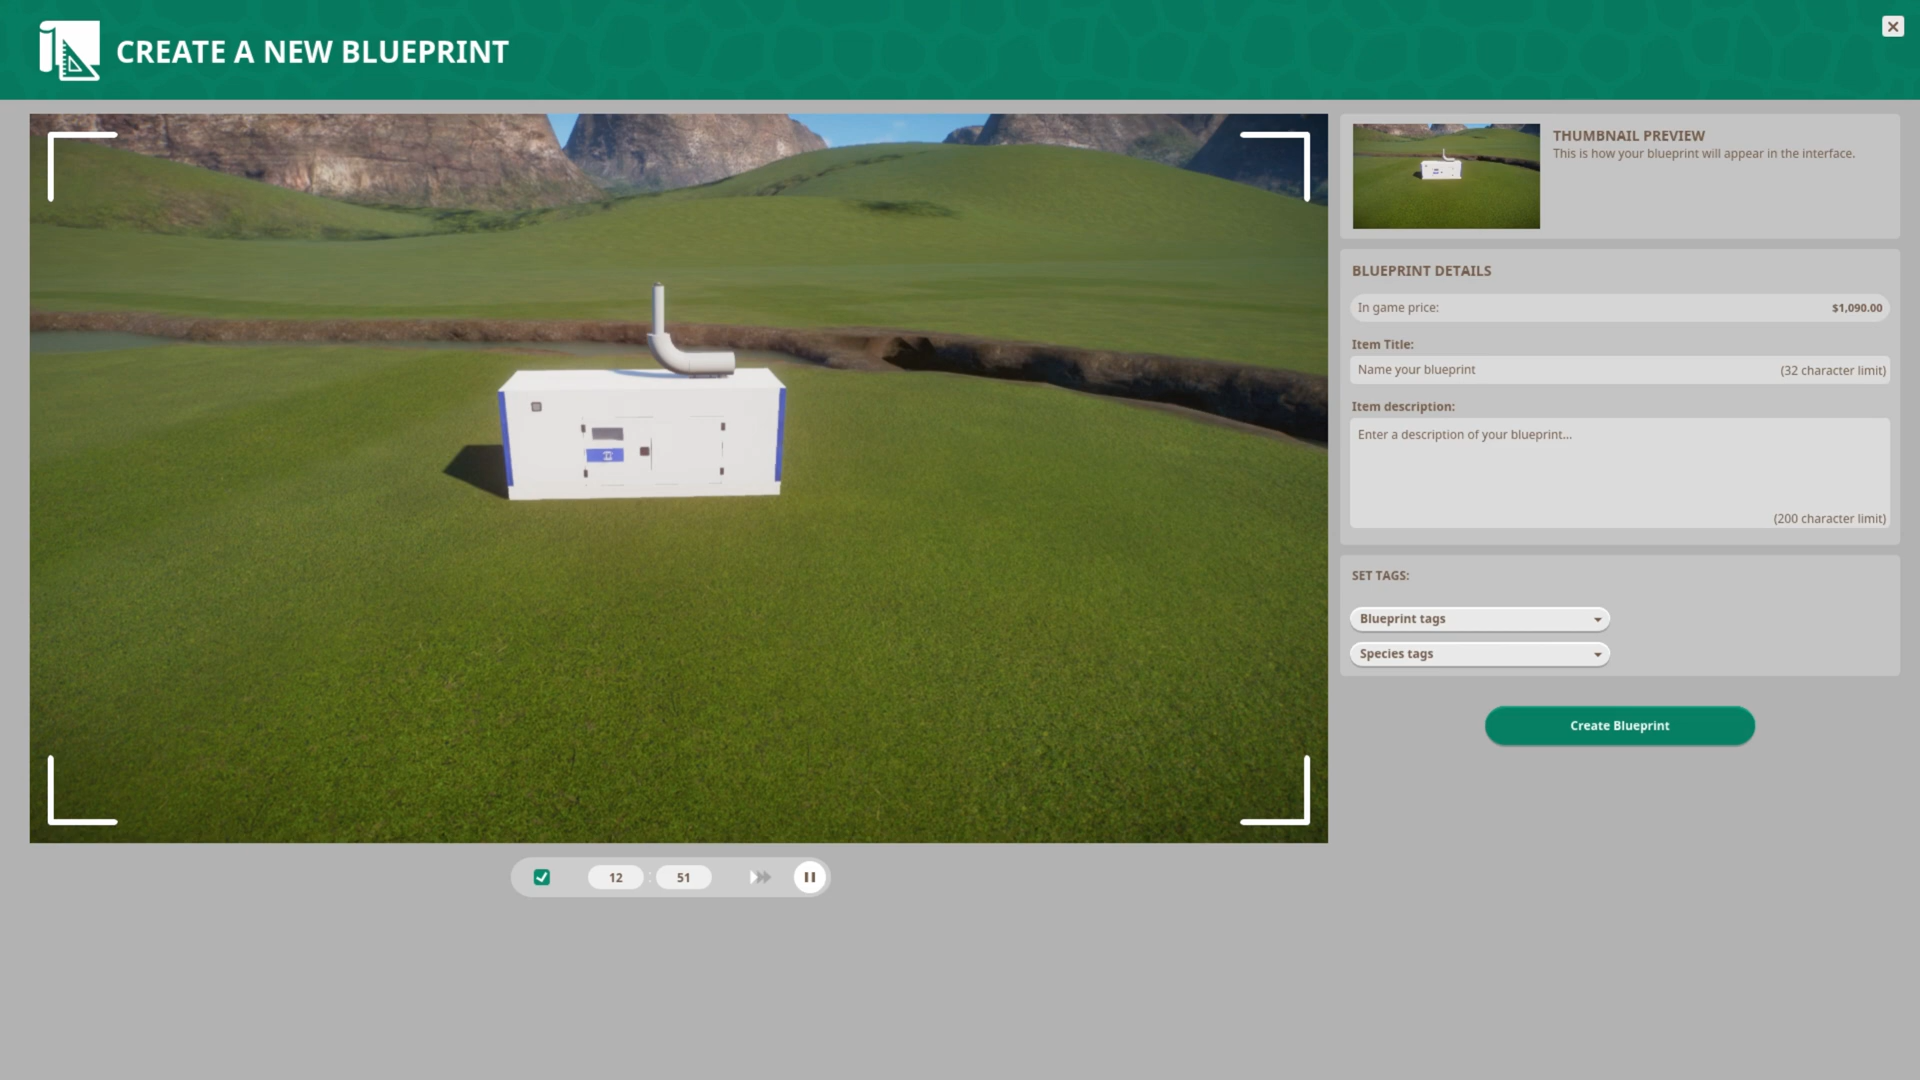 CREATE A NEW BLUEPRINT
THUMBNAIL PREVIEW
This is how your blueprint will appear in the interface.
BLUEPRINT DETAILS
In game price: $1,090.00
Item Title:
Name your blueprint (32 character limit)
Item description:
Enter a description of your blueprint...
(200 character limit)
SET TAGS:
Blueprint tags
Species tags
Create Blueprint
12 : 51